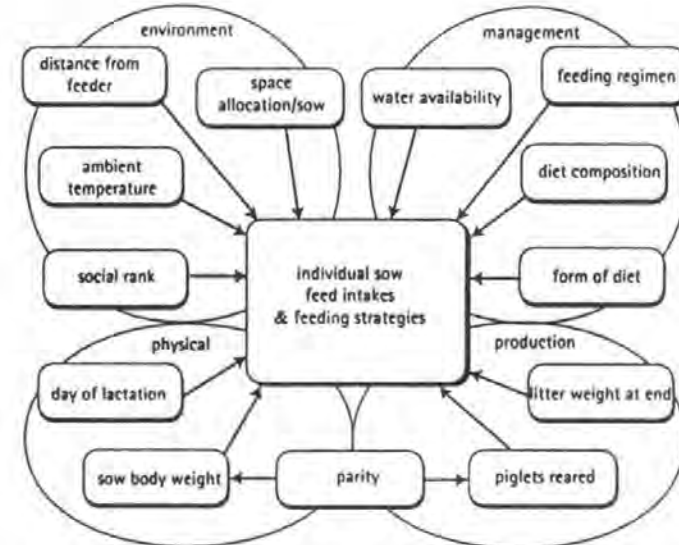 environment
management
distance from
feeder
space
allocation/sow
water availability
feeding regimen
ambient
temperature
diet composition
social rank
individual sow
feed intakes
& feeding strategies
form of diet
physical
production
day of lactation
litter weight at end
sow body weight
parity
piglets reared